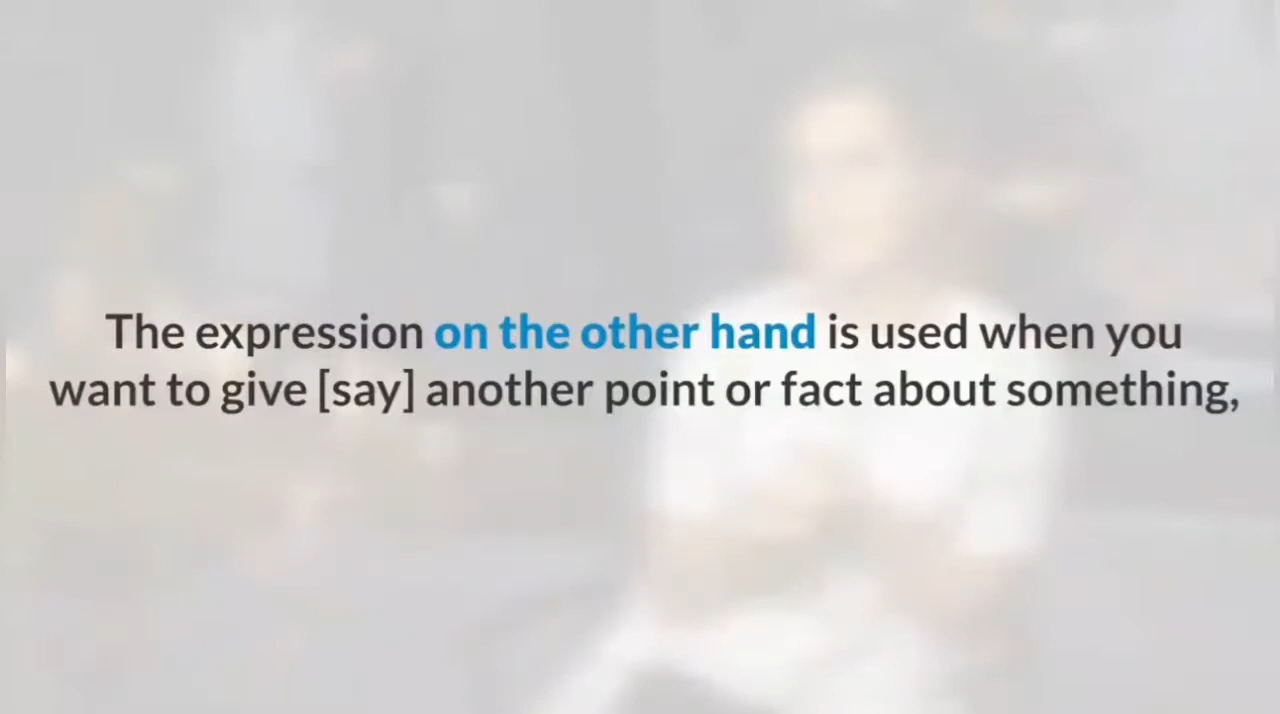 The expression on the other hand is used when you
want to give [say] another point or fact about something,